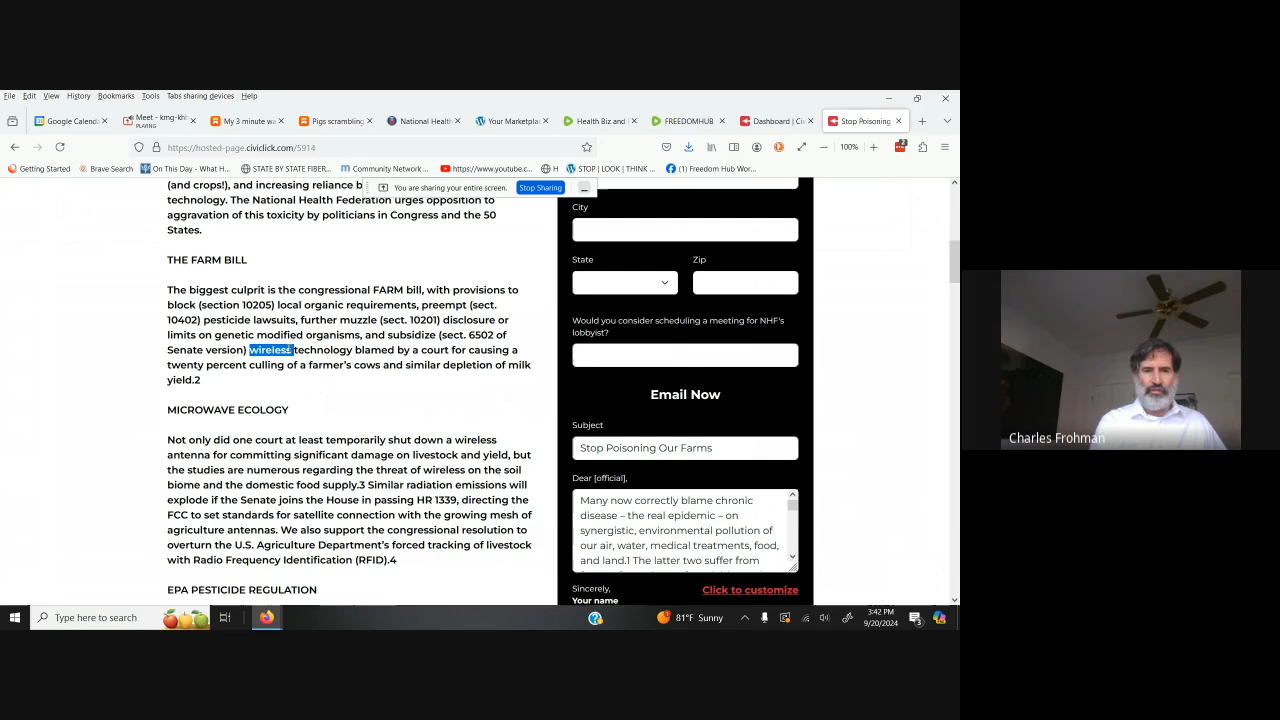 File Edit View History Bookmarks Tools Tabs sharing devices Help
Google Calenda
Meet - kmg-khh
PLAYING
My 3 minute wa
Pigs scrambling
National Health
Your Marketplac
Health Biz and
FREEDOMHUB
Dashboard | Civ
Stop Poisoning
https://hosted-page.civiclick.com/5914
100%
2
Getting Started
Brave Search
On This Day - What H...
STATE BY STATE FIBER...
Community Network ...
https://www.youtube.c...
H
STOP | LOOK | THINK ...
(1) Freedom Hub Wor...
You are sharing your entire screen.
Stop Sharing
(and crops!), and increasing reliance
technology. The National Health Federation urges opposition to
aggravation of this toxicity by politicians in Congress and the 50
States.
THE FARM BILL
The biggest culprit is the congressional FARM bill, with provisions to
block (section 10205) local organic requirements, preempt (sect.
10402) pesticide lawsuits, further muzzle (sect. 10201) disclosure or
limits on genetic modified organisms, and subsidize (sect. 6502 of
Senate version) wireless technology blamed by a court for causing a
twenty percent culling of a farmer's cows and similar depletion of milk
yield.2
MICROWAVE ECOLOGY
Not only did one court at least temporarily shut down a wireless
antenna for committing significant damage on livestock and yield, but
the studies are numerous regarding the threat of wireless on the soil
biome and the domestic food supply.3 Similar radiation emissions will
explode if the Senate joins the House in passing HR 1339, directing the
FCC to set standards for satellite connection with the growing mesh of
agriculture antennas. We also support the congressional resolution to
overturn the U.S. Agriculture Department's forced tracking of livestock
with Radio Frequency Identification (RFID).4
EPA PESTICIDE REGULATION
City
State
Zip
Would you consider scheduling a meeting for NHF's
lobbyist?
Email Now
Subject
Stop Poisoning Our Farms
Dear [official],
Many now correctly blame chronic
disease – the real epidemic – on
synergistic, environmental pollution of
our air, water, medical treatments, food,
and land.1 The latter two suffer from
Sincerely,
Your name
Click to customize
Charles Frohman
Type here to search
81°F Sunny
3:42 PM
9/20/2024